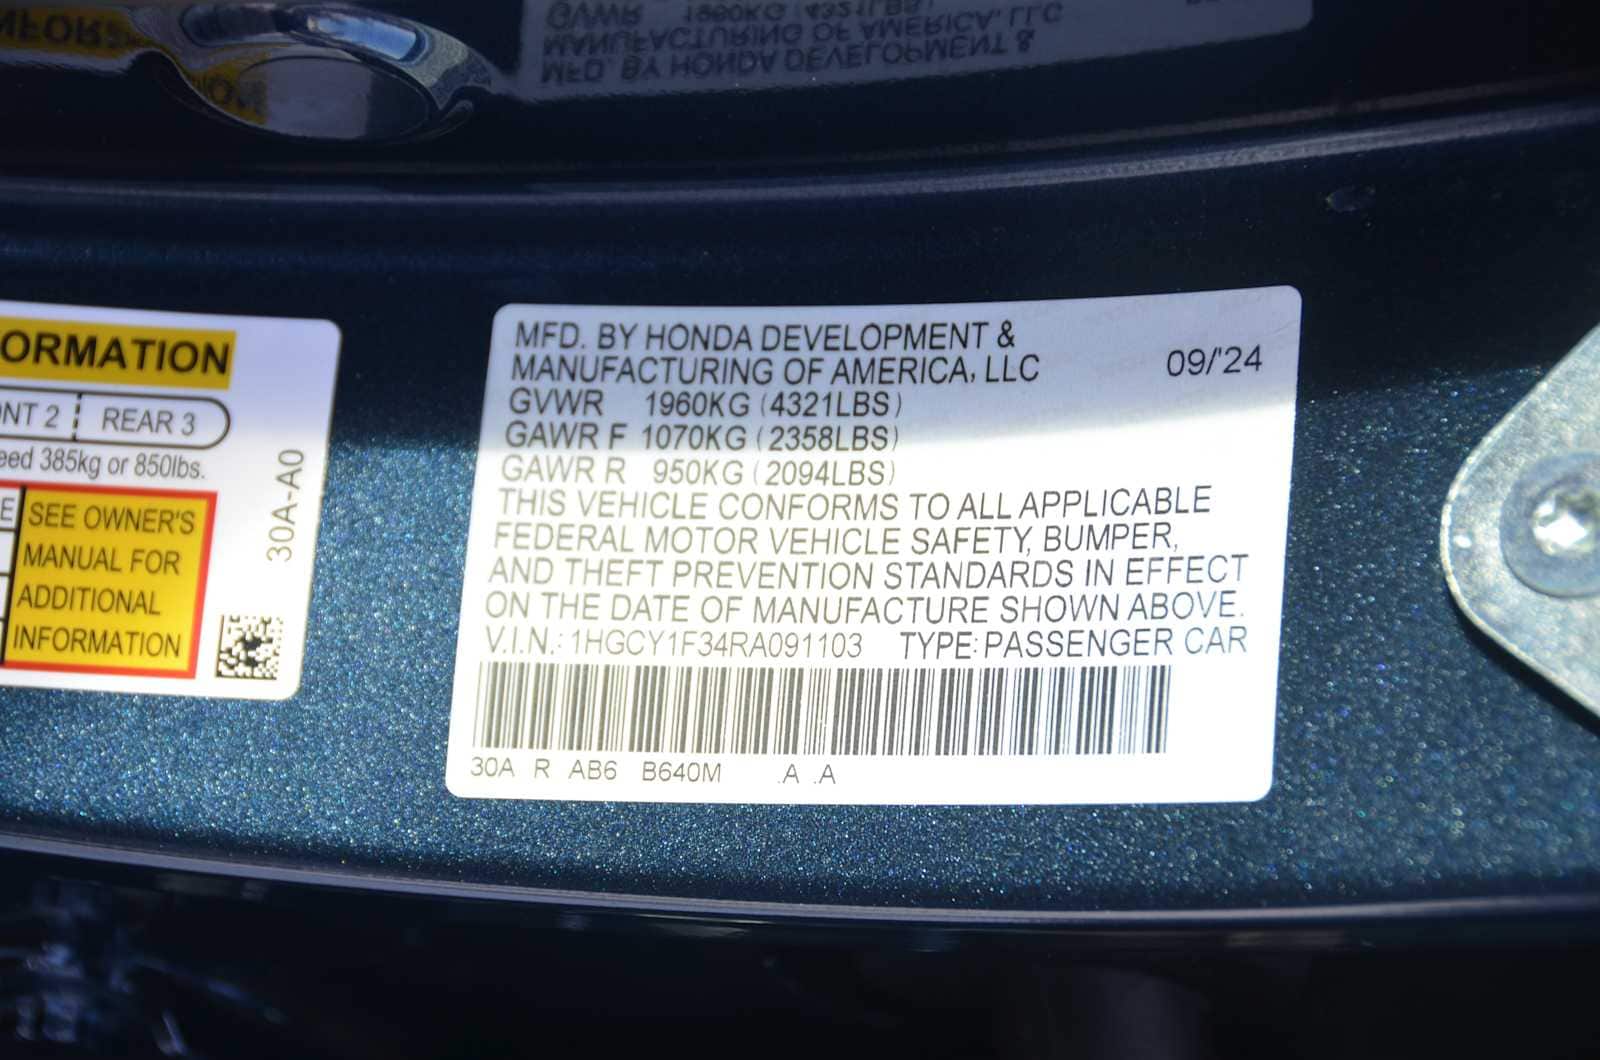 ORMATION
NT 2 REAR 3
eed 385kg or 850lbs.
E
SEE OWNER'S
MANUAL FOR
ADDITIONAL
INFORMATION
30A-A0
MFD. BY HONDA DEVELOPMENT &
MANUFACTURING OF AMERICA, LLC 09/'24
GVWR 1960KG (4321LBS)
GAWR F 1070KG (2358LBS)
GAWR R 950KG (2094LBS)
THIS VEHICLE CONFORMS TO ALL APPLICABLE
FEDERAL MOTOR VEHICLE SAFETY, BUMPER,
AND THEFT PREVENTION STANDARDS IN EFFECT
ON THE DATE OF MANUFACTURE SHOWN ABOVE.
V.I.N.: 1HGCY1F34RA091103 TYPE: PASSENGER CAR
30A R AB6 B640M .A .A